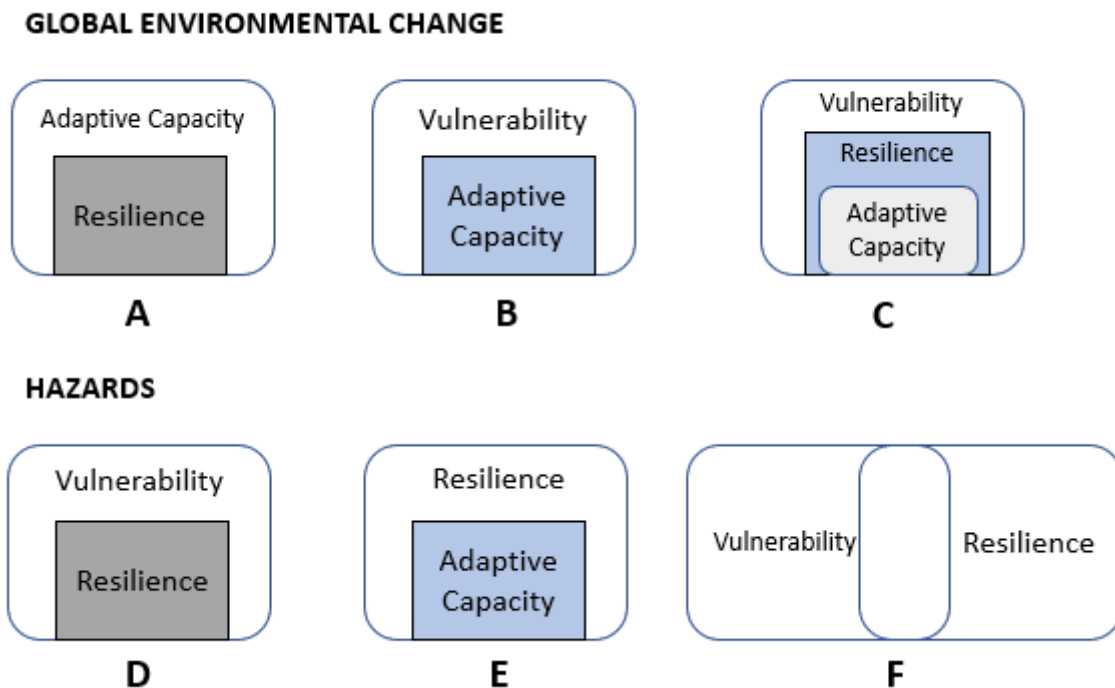 GLOBAL ENVIRONMENTAL CHANGE
Adaptive Capacity
Resilience
A
Vulnerability
Adaptive
Capacity
B
Vulnerability
Resilience
Adaptive
Capacity
C
HAZARDS
Vulnerability
Resilience
D
Resilience
Adaptive
Capacity
E
Vulnerability
Resilience
F